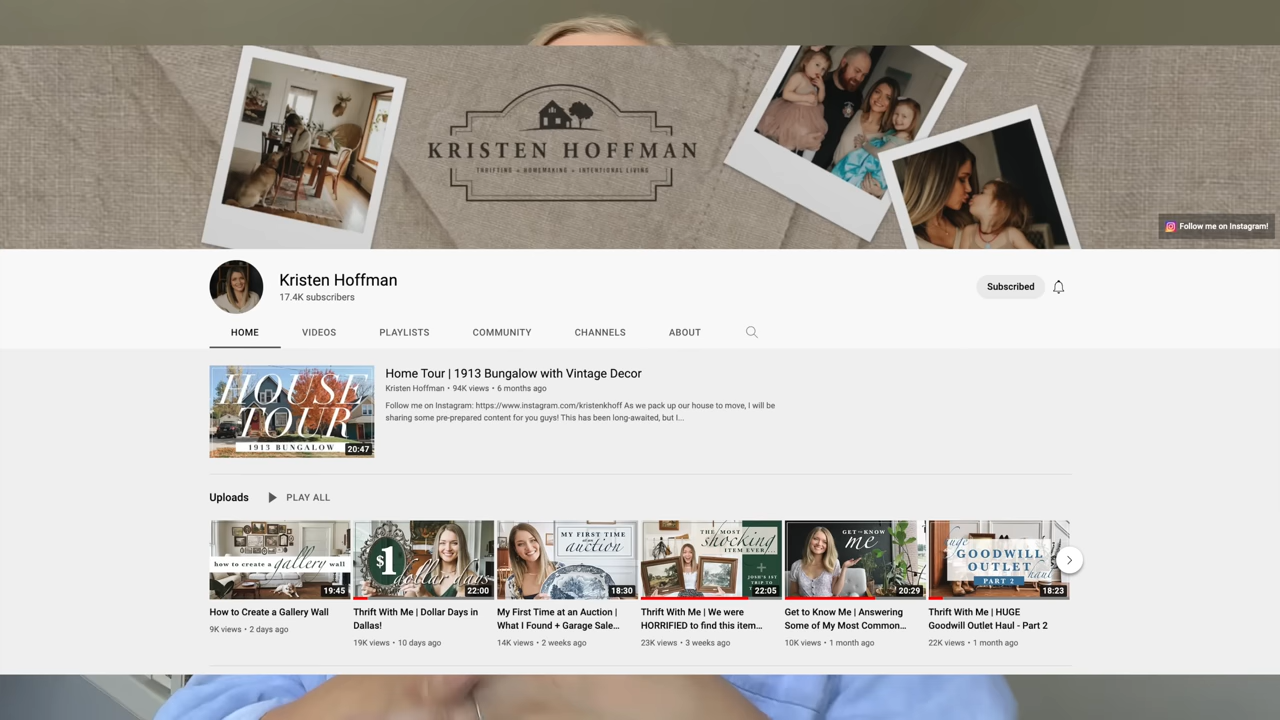 KRISTEN HOFFMAN
THRIFTING + HOMEMAKING + INTENTIONAL LIVING
Follow me on Instagram!
Kristen Hoffman
17.4K subscribers
Subscribed
HOME VIDEOS PLAYLISTS COMMUNITY CHANNELS ABOUT
HOUSE
TOUR
1913 BUNGALOW
20:47
Home Tour | 1913 Bungalow with Vintage Decor
Kristen Hoffman • 94K views • 6 months ago
Follow me on Instagram: https://www.instagram.com/kristenkhoff As we pack up our house to move, I will be
sharing some pre-prepared content for you guys! This has been long-awaited, but I...
Uploads PLAY ALL
how to create a gallery wall
19:45
How to Create a Gallery Wall
9K views • 2 days ago
$1
dollar days
22:00
Thrift With Me | Dollar Days in
Dallas!
19K views • 10 days ago
MY FIRST TIME
at an
auction
18:30
My First Time at an Auction |
What I Found + Garage Sale...
14K views • 2 weeks ago
THE MOST
shocking
ITEM EVER
JOSH'S 1ST
TRIP TO
22:05
Thrift With Me | We were
HORRIFIED to find this item...
23K views • 3 weeks ago
GET TO KNOW
me
20:29
Get to Know Me | Answering
Some of My Most Common...
10K views • 1 month ago
huge
GOODWILL
OUTLET
haul
PART 2
18:23
Thrift With Me | HUGE
Goodwill Outlet Haul - Part 2
22K views • 1 month ago